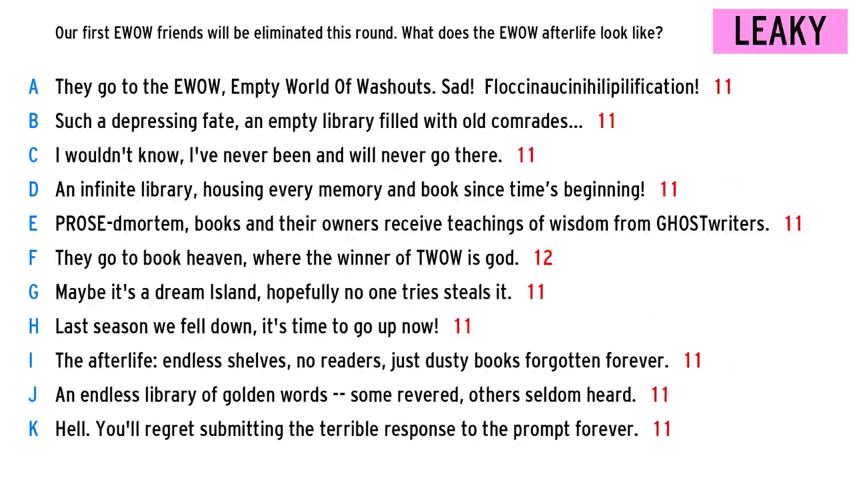 Our first EWOW friends will be eliminated this round. What does the EWOW afterlife look like?
LEAKY
A They go to the EWOW, Empty World Of Washouts. Sad! Floccinaucinihilipilification! 11
B Such a depressing fate, an empty library filled with old comrades... 11
C I wouldn't know, I've never been and will never go there. 11
D An infinite library, housing every memory and book since time’s beginning! 11
E PROSE-dmortem, books and their owners receive teachings of wisdom from GHOSTwriters. 11
F They go to book heaven, where the winner of TWOW is god. 12
G Maybe it's a dream Island, hopefully no one tries steals it. 11
H Last season we fell down, it's time to go up now! 11
I The afterlife: endless shelves, no readers, just dusty books forgotten forever. 11
J An endless library of golden words -- some revered, others seldom heard. 11
K Hell. You'll regret submitting the terrible response to the prompt forever. 11